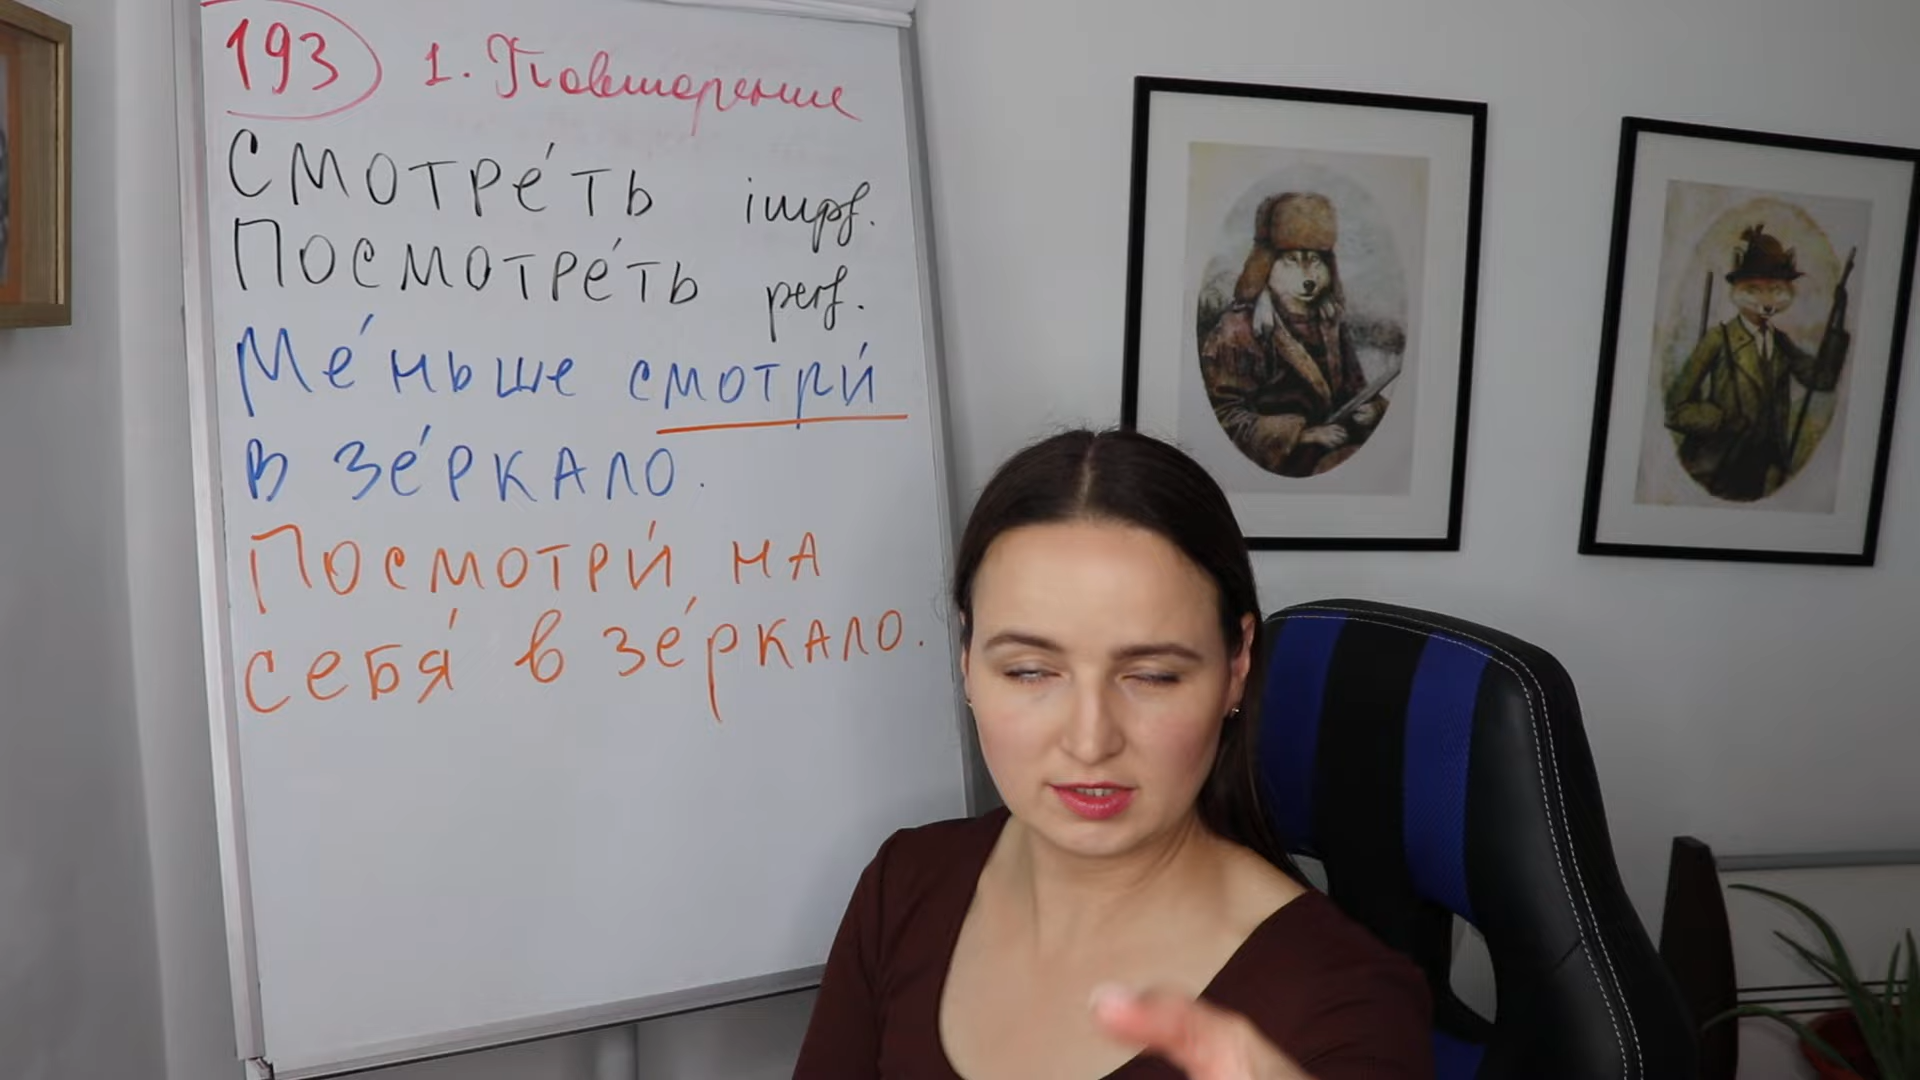 193 1. Повторение
Смотре́ть impf.
Посмотре́ть perf.
Ме́ньше смотри́
в зе́ркало.
Посмотри́ на
себя́ в зе́ркало.